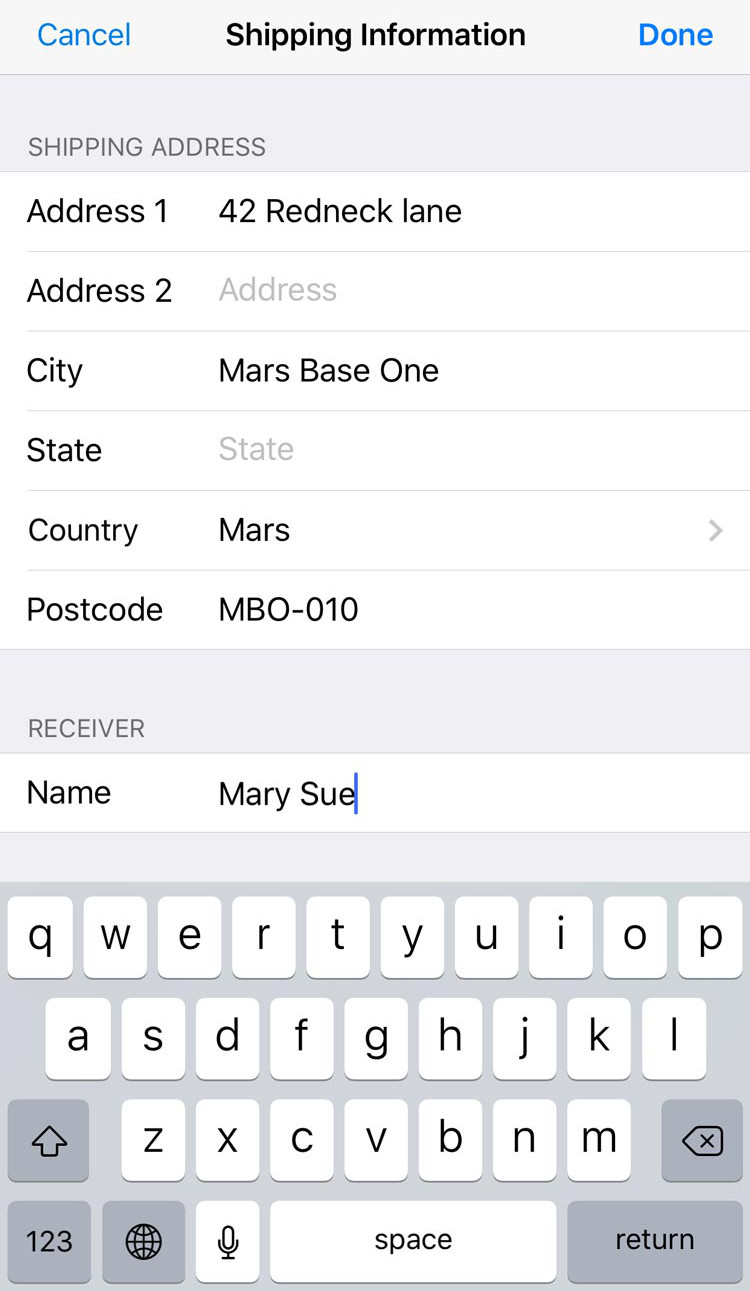 Cancel Shipping Information Done
SHIPPING ADDRESS
Address 1 42 Redneck lane
Address 2 Address
City Mars Base One
State State
Country Mars
Postcode MBO-010
RECEIVER
Name Mary Sue
q w e r t y u i o p
a s d f g h j k l
z x c v b n m
123 space return